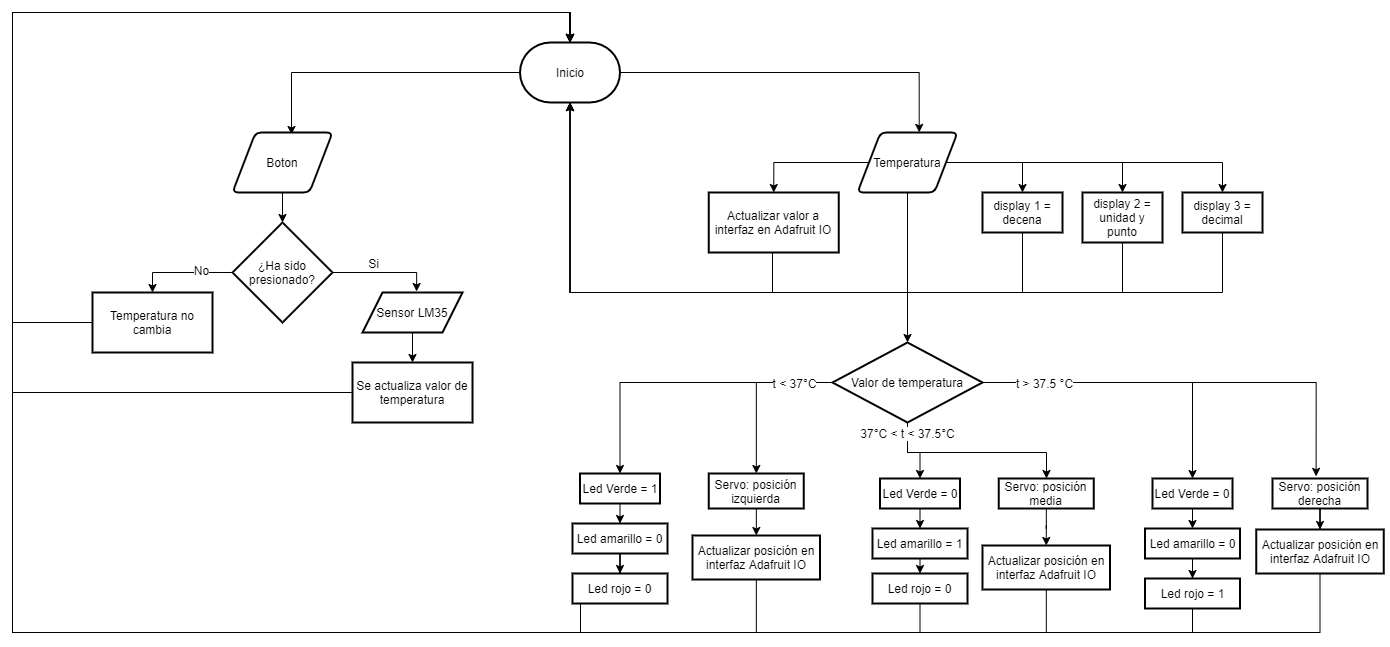 Inicio
Boton
Temperatura
Actualizar valor a
interfaz en Adafruit IO
display 1 =
decena
display 2 =
unidad y
punto
display 3 =
decimal
¿Ha sido
presionado?
No
Si
Temperatura no
cambia
Sensor LM35
Se actualiza valor de
temperatura
Valor de temperatura
t < 37°C
t > 37.5 °C
37°C < t < 37.5°C
Led Verde = 1
Led amarillo = 0
Led rojo = 0
Servo: posición
izquierda
Actualizar posición en
interfaz Adafruit IO
Led Verde = 0
Led amarillo = 1
Led rojo = 0
Servo: posición
media
Actualizar posición en
interfaz Adafruit IO
Led Verde = 0
Led amarillo = 0
Led rojo = 1
Servo: posición
derecha
Actualizar posición en
interfaz Adafruit IO